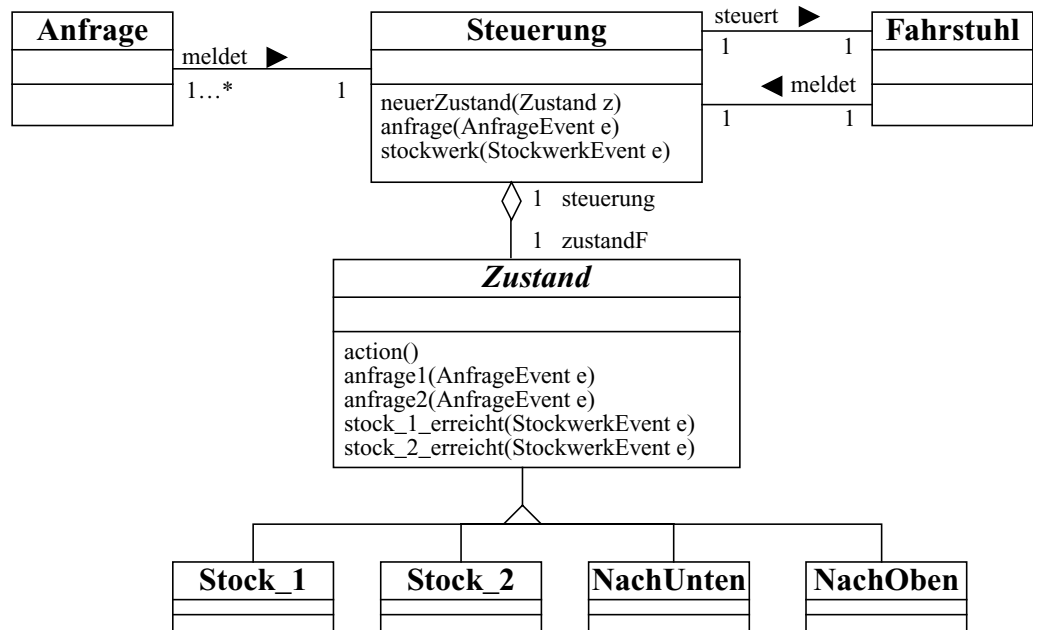 Anfrage
meldet
1…*
1
Steuerung
neuerZustand(Zustand z)
anfrage(AnfrageEvent e)
stockwerk(StockwerkEvent e)
steuert
1
1
meldet
1
1
Fahrstuhl
1 steuerung
1 zustandF
Zustand
action()
anfrage1(AnfrageEvent e)
anfrage2(AnfrageEvent e)
stock_1_erreicht(StockwerkEvent e)
stock_2_erreicht(StockwerkEvent e)
Stock_1
Stock_2
NachUnten
NachOben